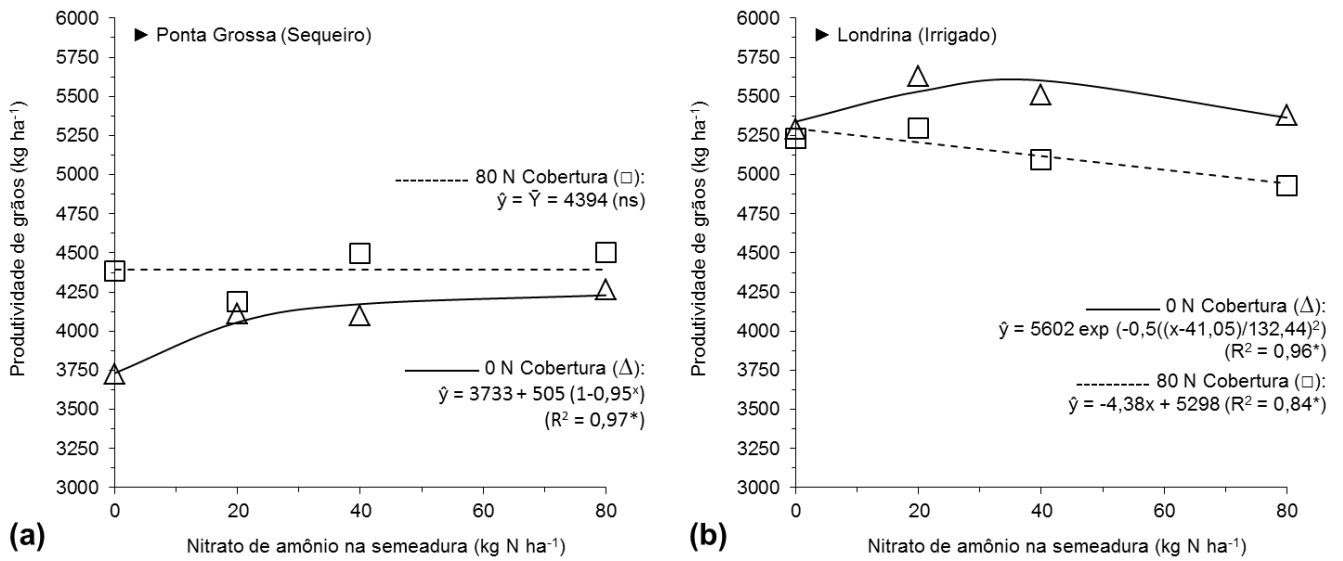 Produtividade de grãos (kg ha⁻¹)
6000
5750
5500
5250
5000
4750
4500
4250
4000
3750
3500
3250
3000
► Ponta Grossa (Sequeiro)
80 N Cobertura (□):
ŷ = Ȳ = 4394 (ns)
0 N Cobertura (Δ):
ŷ = 3733 + 505 (1-0,95ˣ)
(R² = 0,97*)
0 20 40 60 80
(a)
Nitrato de amônio na semeadura (kg N ha⁻¹)
Produtividade de grãos (kg ha⁻¹)
6000
5750
5500
5250
5000
4750
4500
4250
4000
3750
3500
3250
3000
► Londrina (Irrigado)
0 N Cobertura (Δ):
ŷ = 5602 exp (-0,5((x-41,05)/132,44)²)
(R² = 0,96*)
80 N Cobertura (□):
ŷ = -4,38x + 5298 (R² = 0,84*)
0 20 40 60 80
(b)
Nitrato de amônio na semeadura (kg N ha⁻¹)